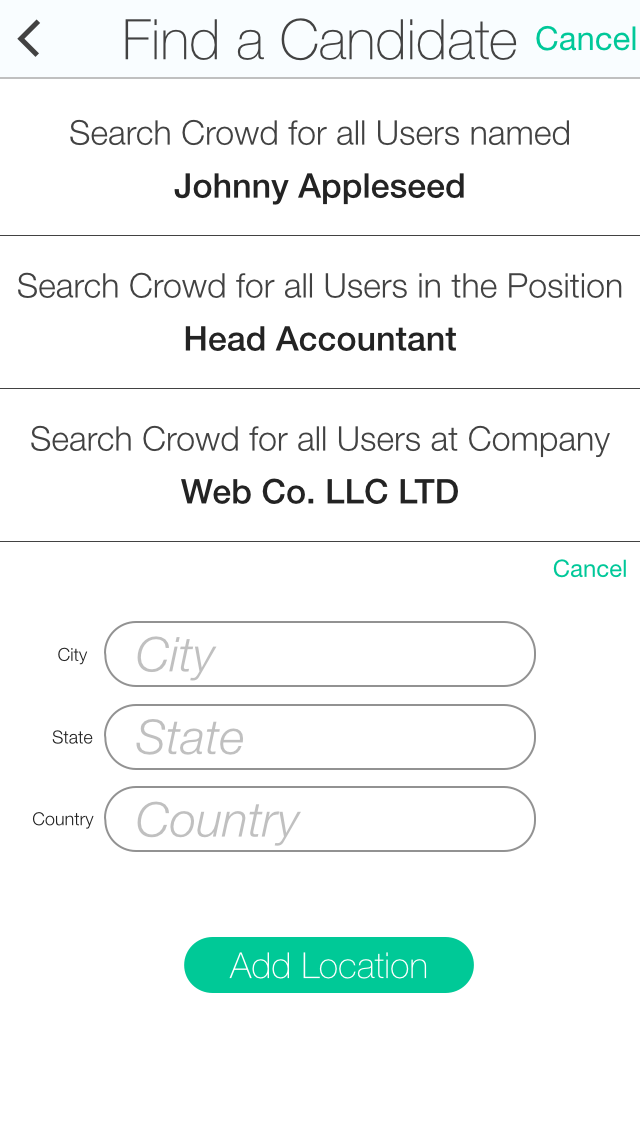 Find a Candidate Cancel
Search Crowd for all Users named
Johnny Appleseed
Search Crowd for all Users in the Position
Head Accountant
Search Crowd for all Users at Company
Web Co. LLC LTD
Cancel
City City
State State
Country Country
Add Location